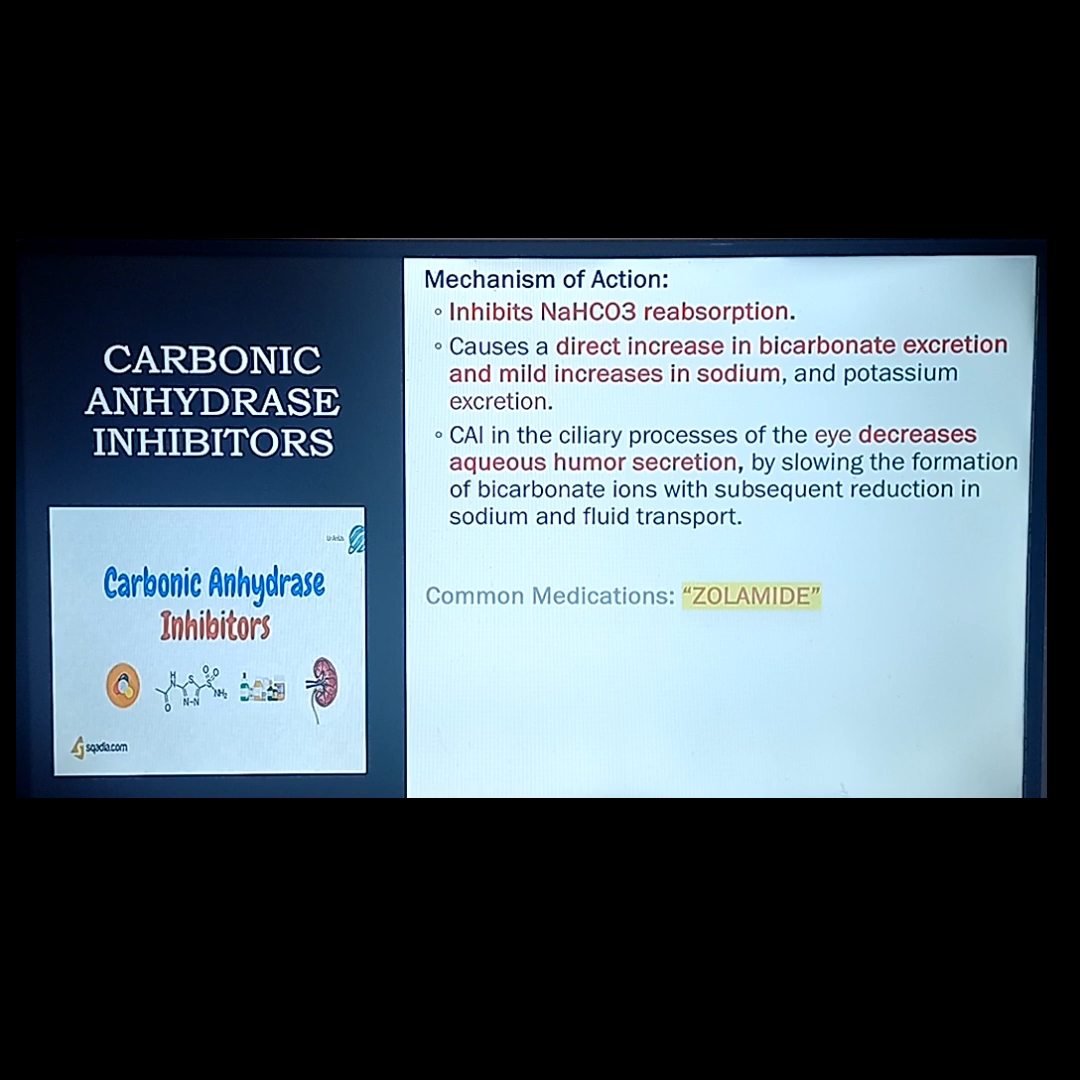 CARBONIC
ANHYDRASE
INHIBITORS
Carbonic Anhydrase
Inhibitors
H
N
S
O
O
S
NH₂
O
N-N
sqadia.com
Mechanism of Action:
◦ Inhibits NaHCO3 reabsorption.
◦ Causes a direct increase in bicarbonate excretion
and mild increases in sodium, and potassium
excretion.
◦ CAI in the ciliary processes of the eye decreases
aqueous humor secretion, by slowing the formation
of bicarbonate ions with subsequent reduction in
sodium and fluid transport.
Common Medications: “ZOLAMIDE”